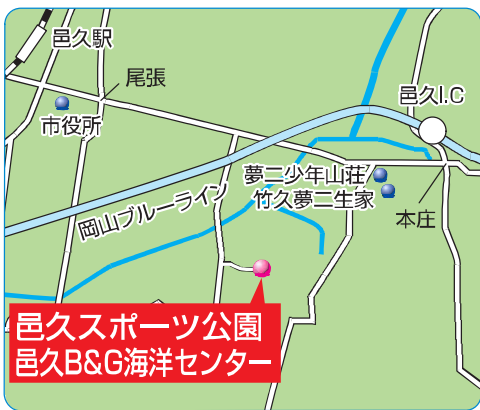 邑久駅
尾張
市役所
邑久I.C
夢二少年山荘
竹久夢二生家
本庄
岡山ブルーライン
邑久スポーツ公園
邑久B&G海洋センター